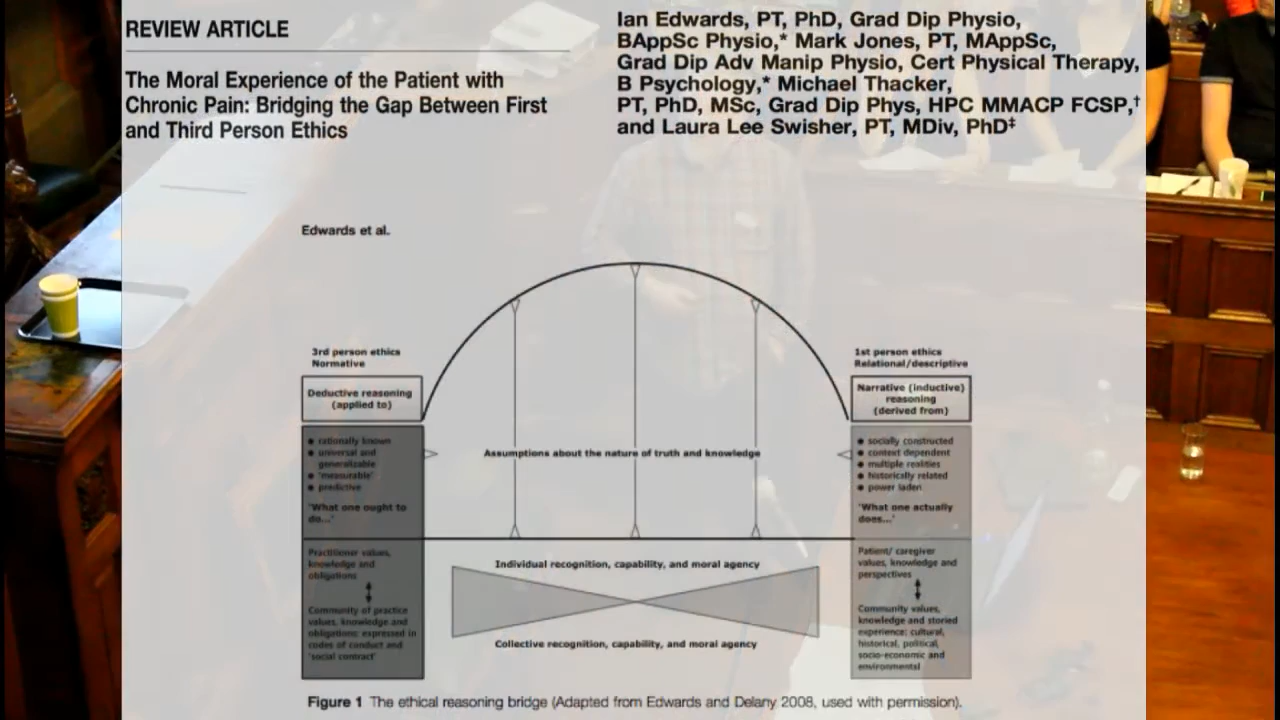 REVIEW ARTICLE
The Moral Experience of the Patient with
Chronic Pain: Bridging the Gap Between First
and Third Person Ethics
Ian Edwards, PT, PhD, Grad Dip Physio,
BAppSc Physio,* Mark Jones, PT, MAppSc,
Grad Dip Adv Manip Physio, Cert Physical Therapy,
B Psychology,* Michael Thacker,
PT, PhD, MSc, Grad Dip Phys, HPC MMACP FCSP,†
and Laura Lee Swisher, PT, MDiv, PhD‡
Edwards et al.
3rd person ethics
Normative
Deductive reasoning
(applied to)
● rationally known
● universal and
generalizable
● 'measurable'
● predictive
'What one ought to
do...'
Practitioner values,
knowledge and
obligations
Community of practice
values, knowledge and
obligations: expressed in
codes of conduct and
'social contract'
Assumptions about the nature of truth and knowledge
Individual recognition, capability, and moral agency
Collective recognition, capability, and moral agency
1st person ethics
Relational/descriptive
Narrative (inductive)
reasoning
(derived from)
● socially constructed
● context dependent
● multiple realities
● historically related
● power laden
'What one actually
does...'
Patient/ caregiver
values, knowledge and
perspectives
Community values,
knowledge and storied
experience: cultural,
historical, political,
socio-economic and
environmental
Figure 1 The ethical reasoning bridge (Adapted from Edwards and Delany 2008, used with permission).